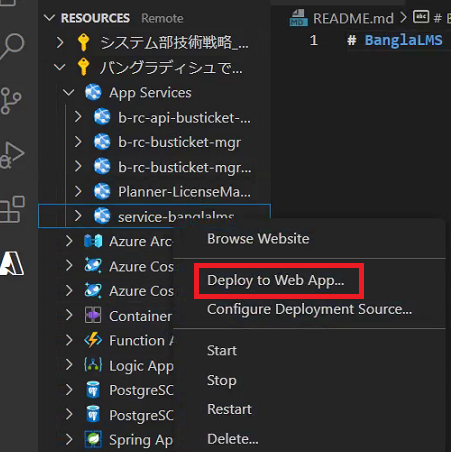 RESOURCES Remote
システム部技術戦略_...
バングラディシュで...
App Services
b-rc-api-busticket-...
b-rc-busticket-mgr
b-rc-busticket-mgr...
Planner-LicenseMa...
service-banglalms
Azure Arc-
Azure Cos
Azure Cos
Container
Function A
Logic App
PostgreSC
PostgreSC
Spring App
README.md > # B
1 # BanglaLMS
Browse Website
Deploy to Web App...
Configure Deployment Source...
Start
Stop
Restart
Delete...